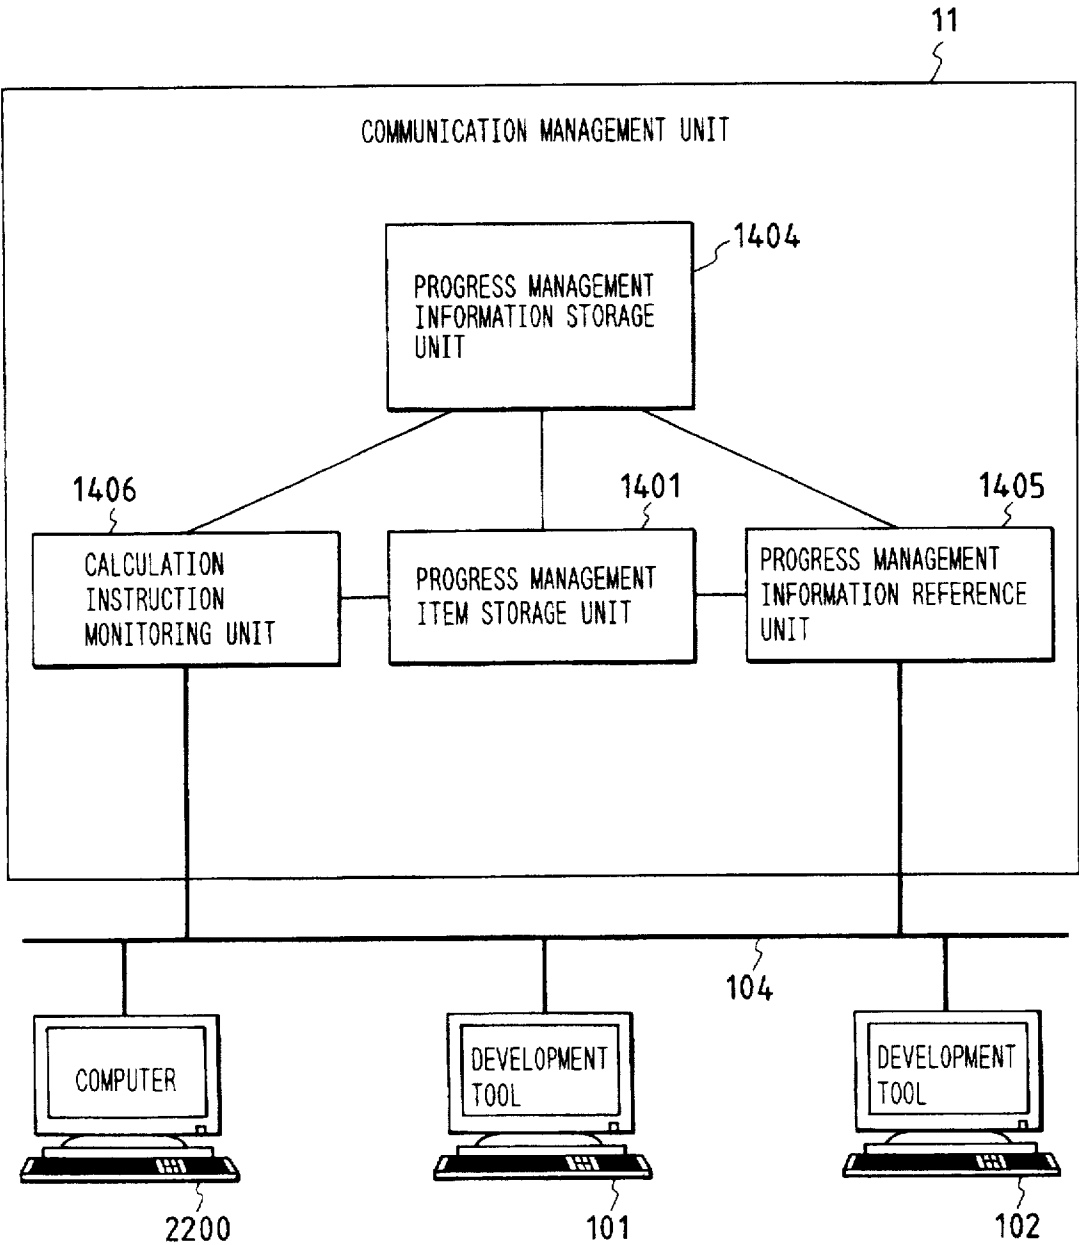 11
COMMUNICATION MANAGEMENT UNIT
1404
PROGRESS MANAGEMENT
INFORMATION STORAGE
UNIT
1406
CALCULATION
INSTRUCTION
MONITORING UNIT
1401
PROGRESS MANAGEMENT
ITEM STORAGE UNIT
1405
PROGRESS MANAGEMENT
INFORMATION REFERENCE
UNIT
104
COMPUTER
2200
DEVELOPMENT
TOOL
101
DEVELOPMENT
TOOL
102